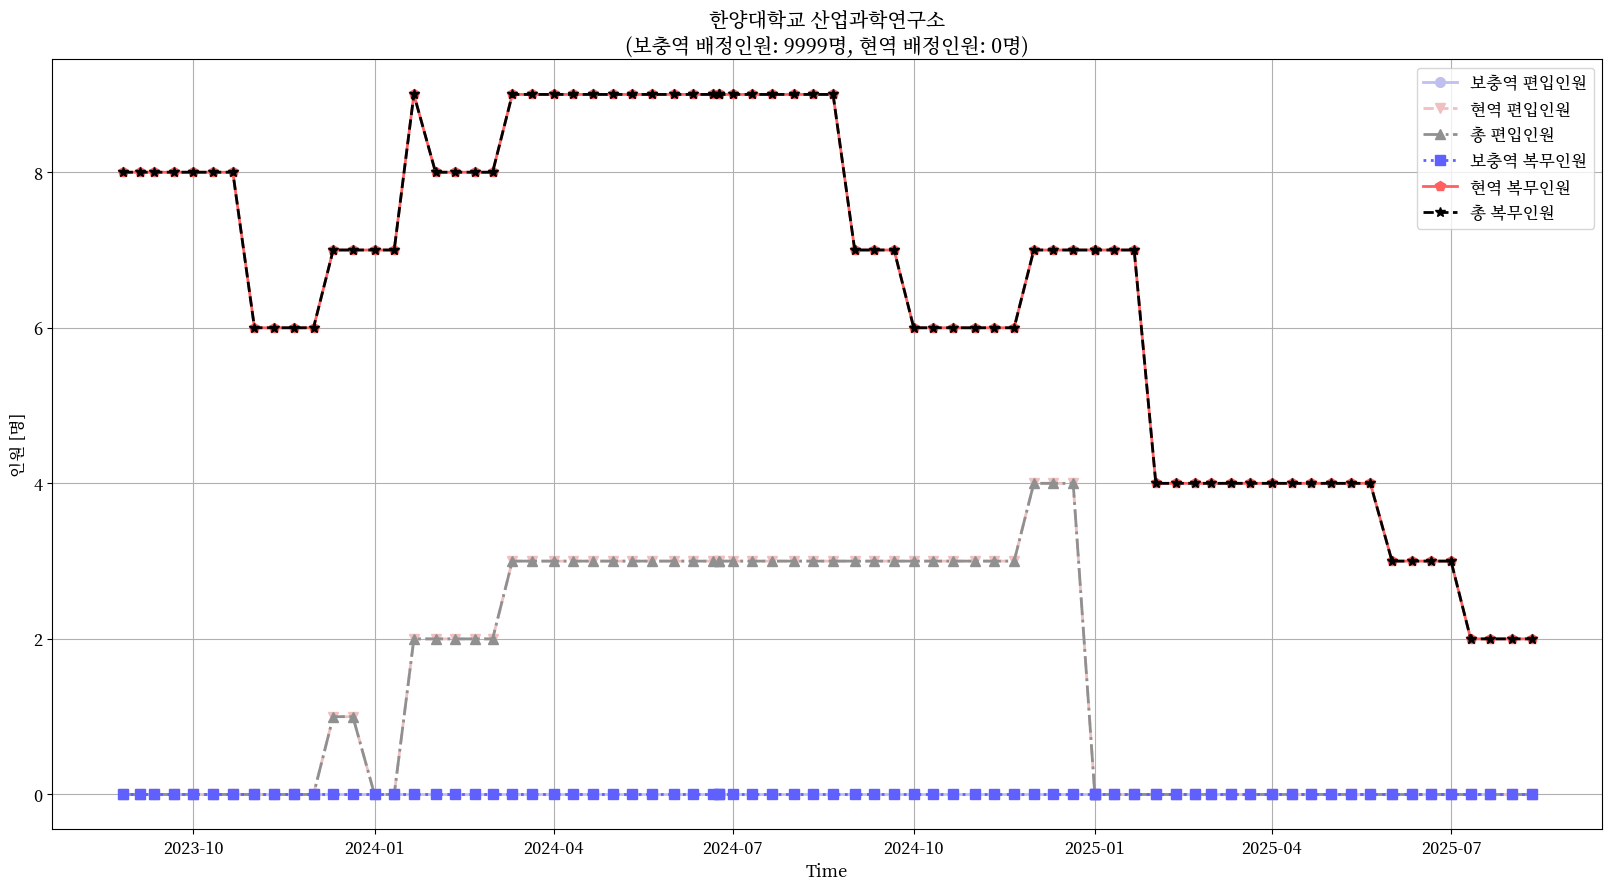 한양대학교 산업과학연구소
(보충역 배정인원: 9999명, 현역 배정인원: 0명)
보충역 편입인원
현역 편입인원
총 편입인원
보충역 복무인원
현역 복무인원
총 복무인원
인원 [명]
8
6
4
2
0
2023-10
2024-01
2024-04
2024-07
2024-10
2025-01
2025-04
2025-07
Time